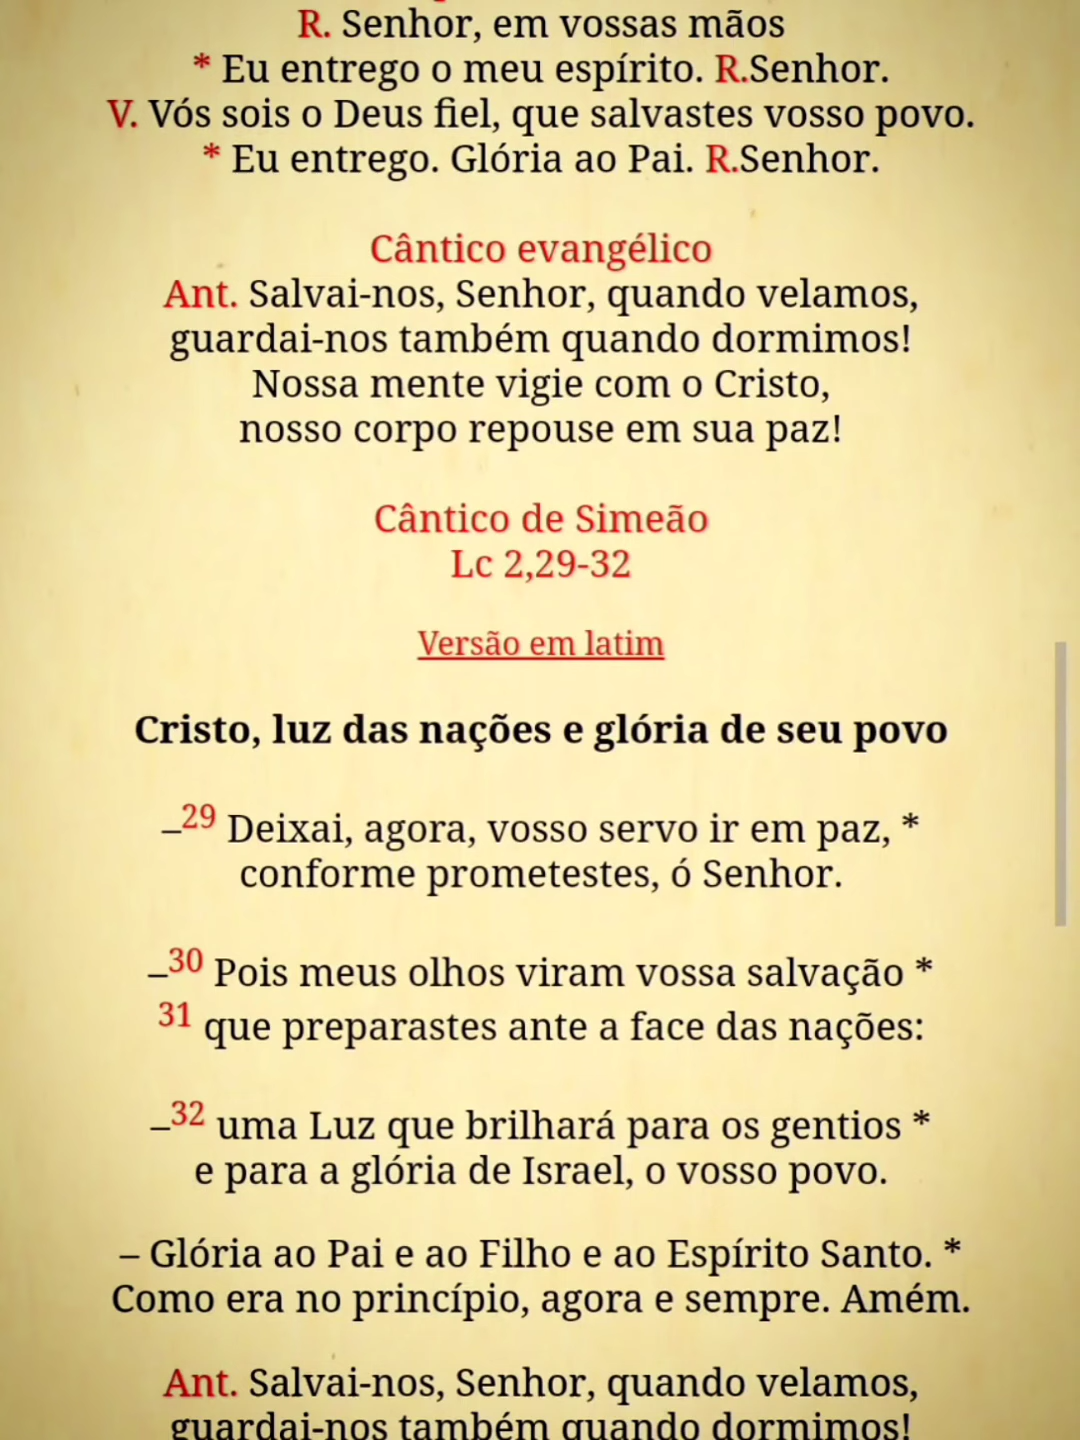 R. Senhor, em vossas mãos
* Eu entrego o meu espírito. R.Senhor.
V. Vós sois o Deus fiel, que salvastes vosso povo.
* Eu entrego. Glória ao Pai. R.Senhor.
Cântico evangélico
Ant. Salvai-nos, Senhor, quando velamos,
guardai-nos também quando dormimos!
Nossa mente vigie com o Cristo,
nosso corpo repouse em sua paz!
Cântico de Simeão
Lc 2,29-32
Versão em latim
Cristo, luz das nações e glória de seu povo
–29 Deixai, agora, vosso servo ir em paz, *
conforme prometestes, ó Senhor.
–30 Pois meus olhos viram vossa salvação *
31 que preparastes ante a face das nações:
–32 uma Luz que brilhará para os gentios *
e para a glória de Israel, o vosso povo.
– Glória ao Pai e ao Filho e ao Espírito Santo. *
Como era no princípio, agora e sempre. Amém.
Ant. Salvai-nos, Senhor, quando velamos,
guardai-nos também quando dormimos!